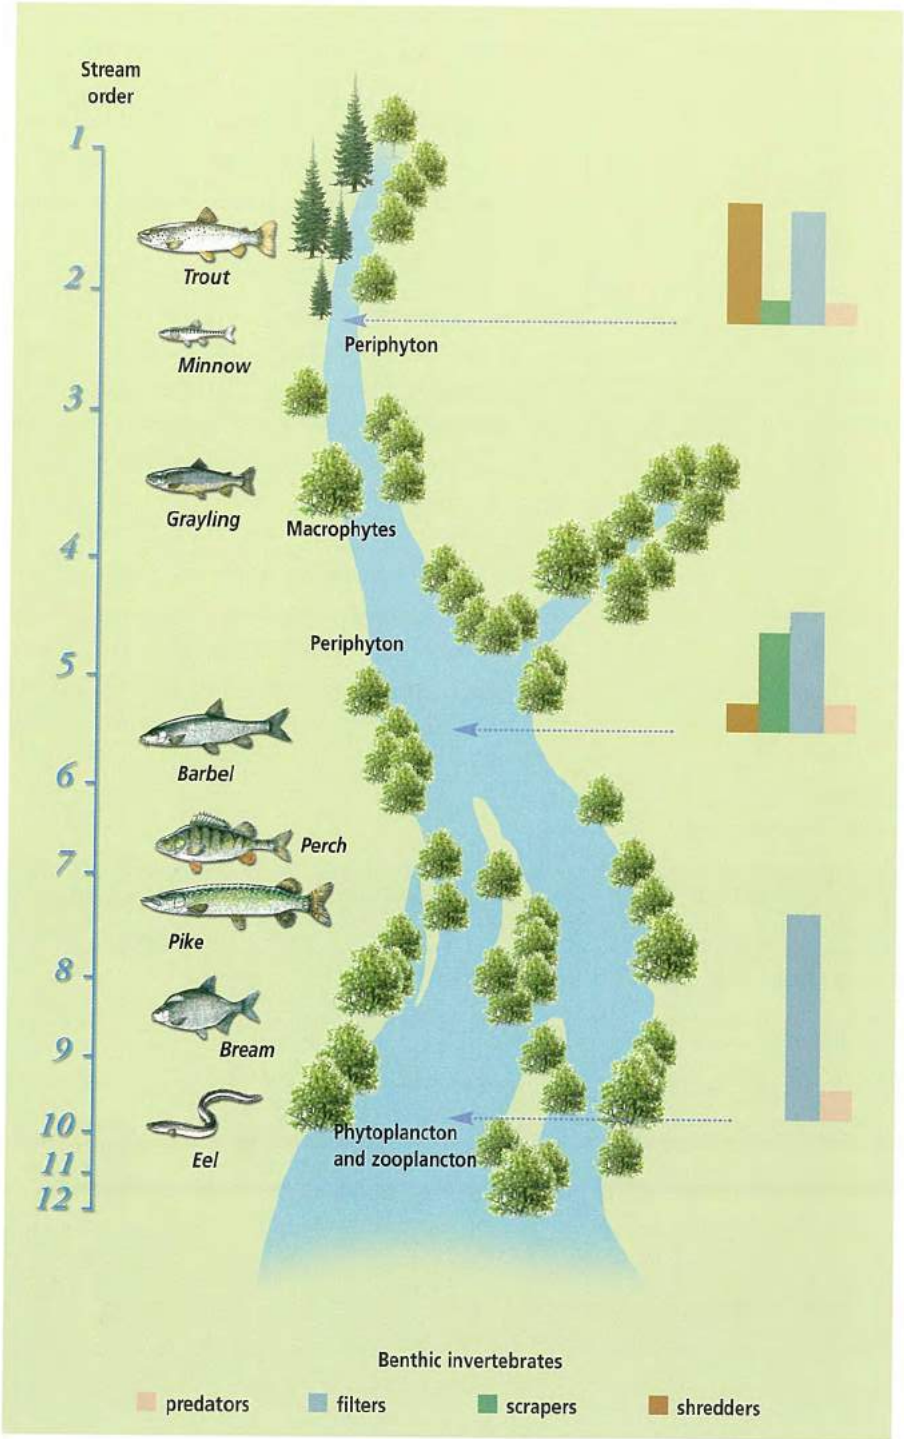 Stream
order
1
Trout
2
Minnow
Periphyton
3
Grayling
Macrophytes
4
Periphyton
5
Barbel
6
Perch
7
Pike
8
Bream
9
10
Phytoplancton
and zooplancton
Eel
11
12
Benthic invertebrates
predators filters scrapers shredders